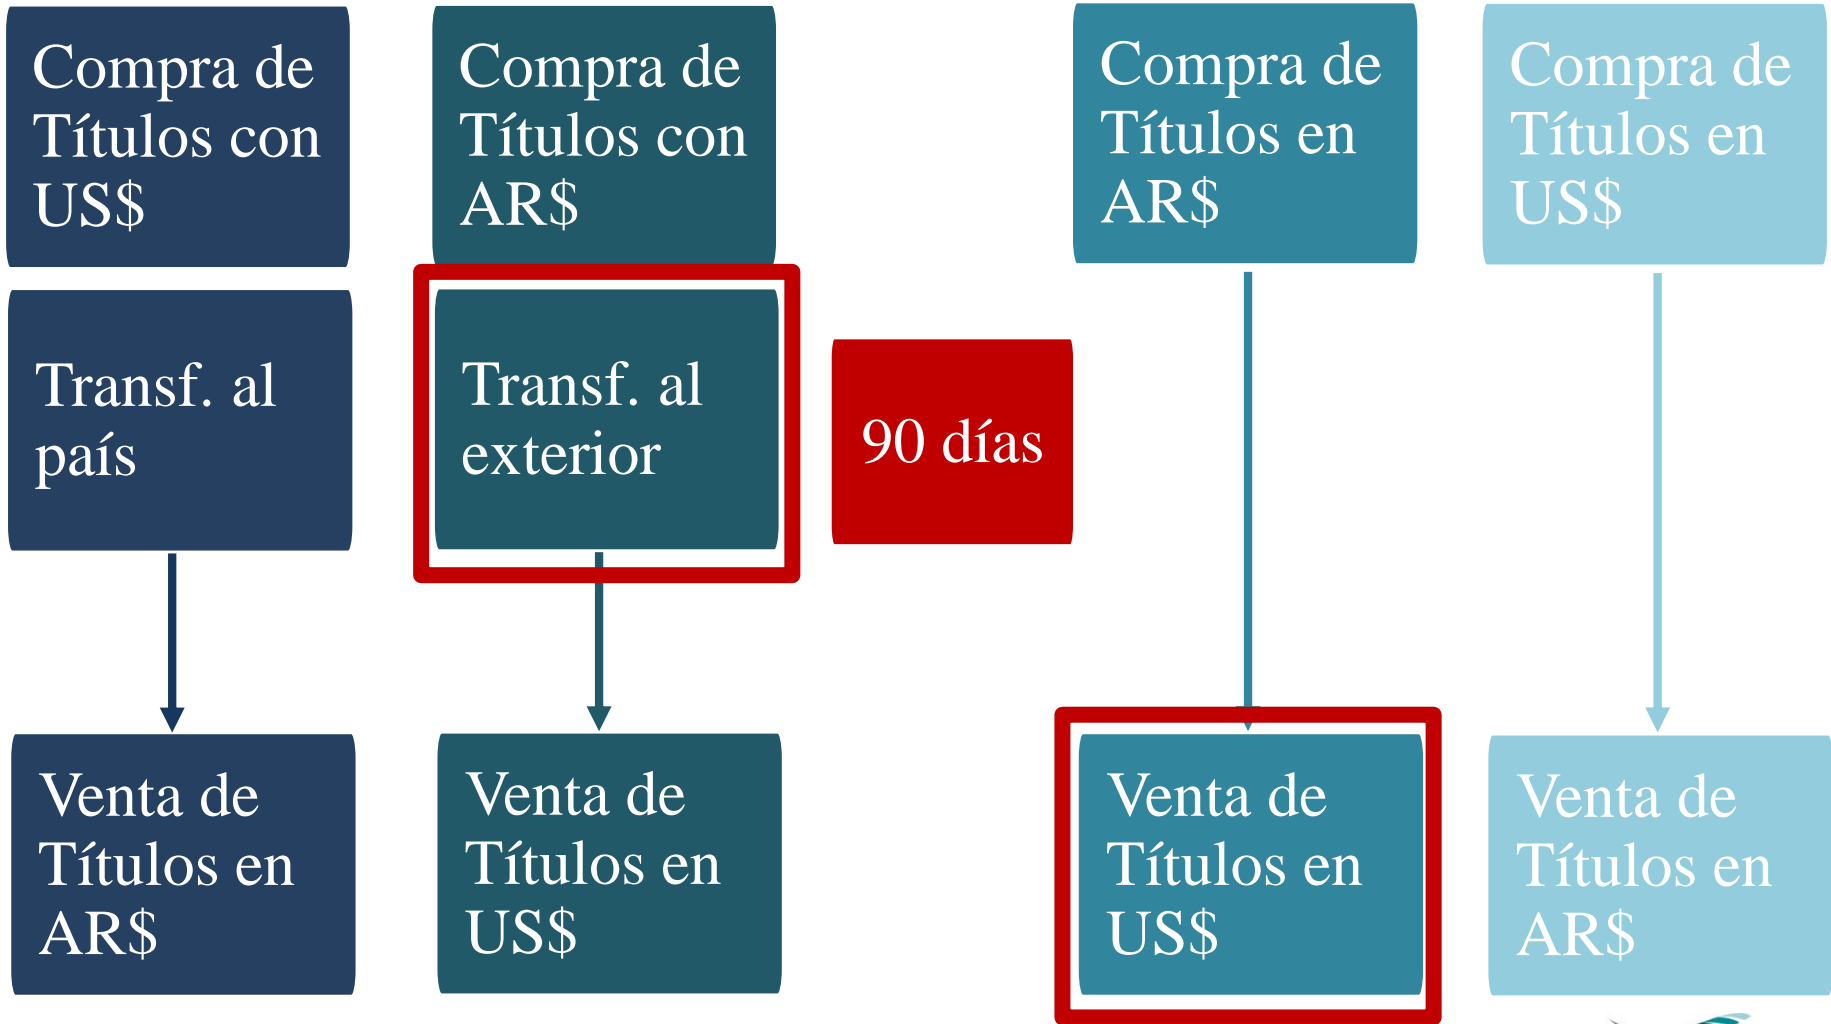 Compra de
Títulos con
US$
Transf. al
país
Venta de
Títulos en
AR$
Compra de
Títulos con
AR$
Transf. al
exterior
Venta de
Títulos en
US$
90 días
Compra de
Títulos en
AR$
Venta de
Títulos en
US$
Compra de
Títulos en
US$
Venta de
Títulos en
AR$